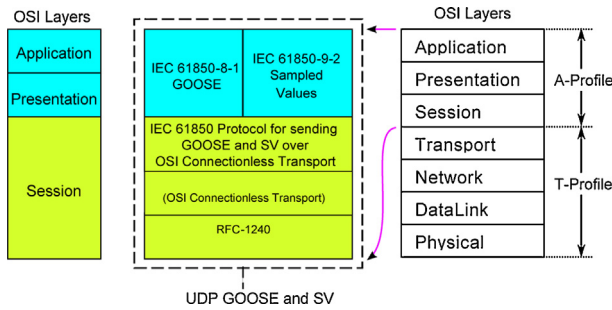 OSI Layers
Application
Presentation
Session
IEC 61850-8-1
GOOSE
IEC 61850-9-2
Sampled
Values
IEC 61850 Protocol for sending
GOOSE and SV over
OSI Connectionless Transport
(OSI Connectionless Transport)
RFC-1240
UDP GOOSE and SV
OSI Layers
Application
Presentation
Session
Transport
Network
DataLink
Physical
A-Profile
T-Profile